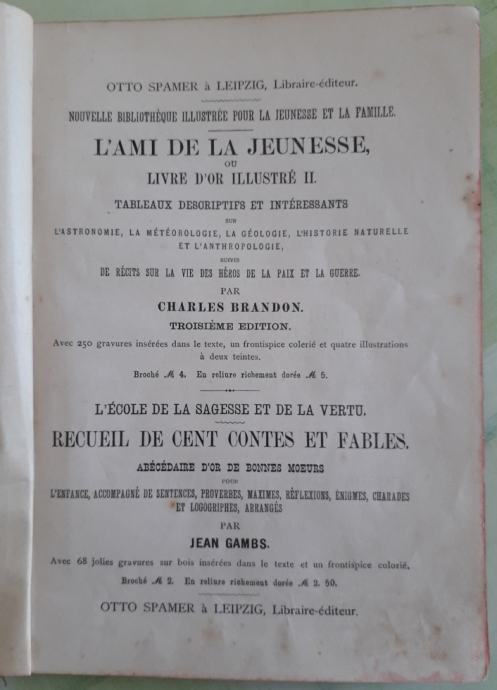 OTTO SPAMER à LEIPZIG, Libraire-éditeur.
NOUVELLE BIBLIOTHÈQUE ILLUSTRÉE POUR LA JEUNESSE ET LA FAMILLE.
L'AMI DE LA JEUNESSE,
OU
LIVRE D'OR ILLUSTRÉ II.
TABLEAUX DESCRIPTIFS ET INTÉRESSANTS
SUR
L'ASTRONOMIE, LA MÉTÉOROLOGIE, LA GÉOLOGIE, L'HISTORIE NATURELLE
ET L'ANTHROPOLOGIE,
SUIVIS
DE RÉCITS SUR LA VIE DES HÉROS DE LA PAIX ET LA GUERRE.
PAR
CHARLES BRANDON.
TROISIÈME EDITION.
Avec 250 gravures insérées dans le texte, un frontispice colerié et quatre illustrations
à deux teintes.
Broché ℳ 4. En reliure richement dorée ℳ 5.
L'ÉCOLE DE LA SAGESSE ET DE LA VERTU.
RECUEIL DE CENT CONTES ET FABLES.
ABÉCÉDAIRE D'OR DE BONNES MOEURS
POUR
L'ENFANCE, ACCOMPAGNÉ DE SENTENCES, PROVERBES, MAXIMES, RÉFLEXIONS, ÉNIGMES, CHARADES
ET LOGOGRIPHES, ARRANGÉS
PAR
JEAN GAMBS.
Avec 68 jolies gravures sur bois insérées dans le texte et un frontispice colorié.
Broché ℳ 2. En reliure richement dorée ℳ 2. 50.
OTTO SPAMER à LEIPZIG, Libraire-éditeur.